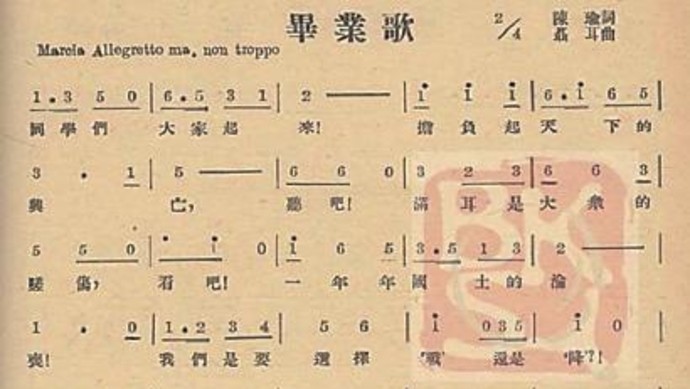 畢業歌
2/4 陳瑜詞
聶耳曲
Marcia Allegretto ma. non troppo
1.3 5 0 | 6.5 3 1 | 2 — | i i i | 6.i 6 5 |
同學們 大家起 來! 擔負起天 下的
3 . 1 | 5 — | 6 6 0 | 3 2 3 | 6 6 3 |
興 亡, 聽吧! 滿耳是大眾的
5 5 0 | i i 0 | i 6 5 | 3.5 1 3 | 2 — |
嗟傷, 看吧! 一年年國土的淪
1 . 0 | 1.2 3 4 | 5 6 | i 035 | i 0 |
喪! 我們是要選擇 '戰' 還是 '降'?!